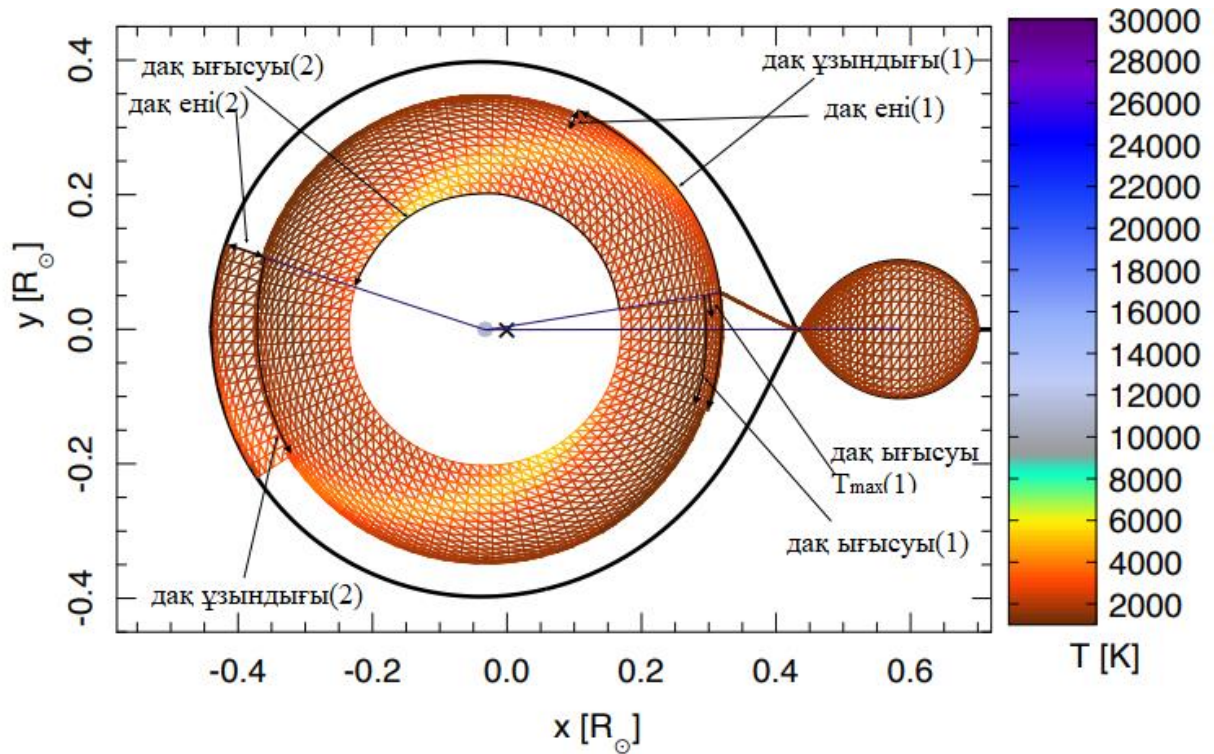 дақ ығысуы(2)
дақ ені(2)
дақ ұзындығы(1)
дақ ені(1)
дақ ығысуы
Tmax(1)
дақ ығысуы(1)
дақ ұзындығы(2)
y [R☉]
0.4
0.2
0.0
-0.2
-0.4
-0.4
-0.2
0.0
0.2
0.4
0.6
x [R☉]
30000
28000
26000
24000
22000
20000
18000
16000
14000
12000
10000
8000
6000
4000
2000
T [K]